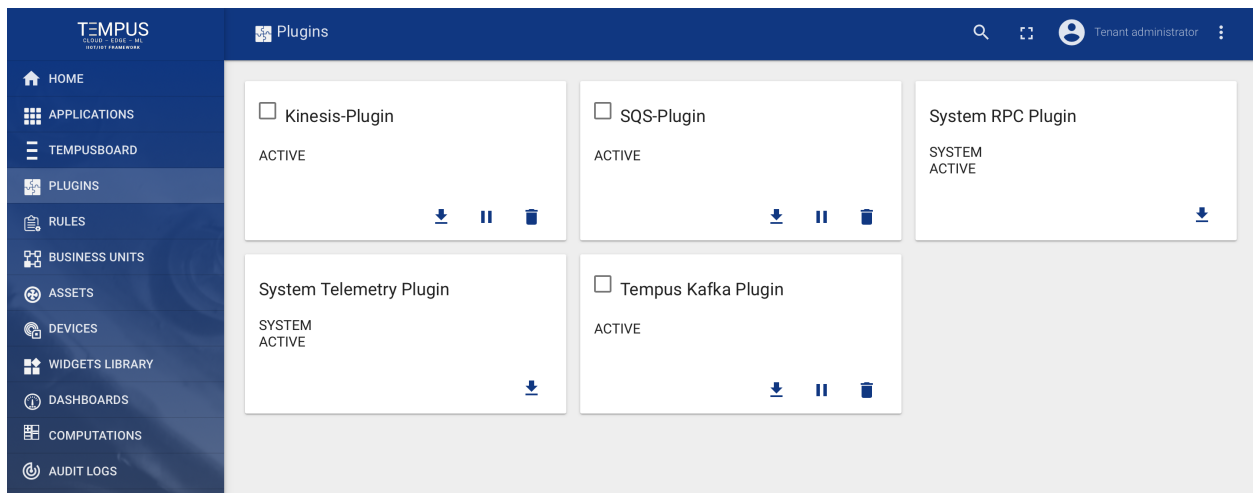 TEMPUS
CLOUD – EDGE – ML
IIOT/IOT FRAMEWORK
Plugins
Tenant administrator
HOME
APPLICATIONS
TEMPUSBOARD
PLUGINS
RULES
BUSINESS UNITS
ASSETS
DEVICES
WIDGETS LIBRARY
DASHBOARDS
COMPUTATIONS
AUDIT LOGS
Kinesis-Plugin
ACTIVE
SQS-Plugin
ACTIVE
System RPC Plugin
SYSTEM
ACTIVE
System Telemetry Plugin
SYSTEM
ACTIVE
Tempus Kafka Plugin
ACTIVE